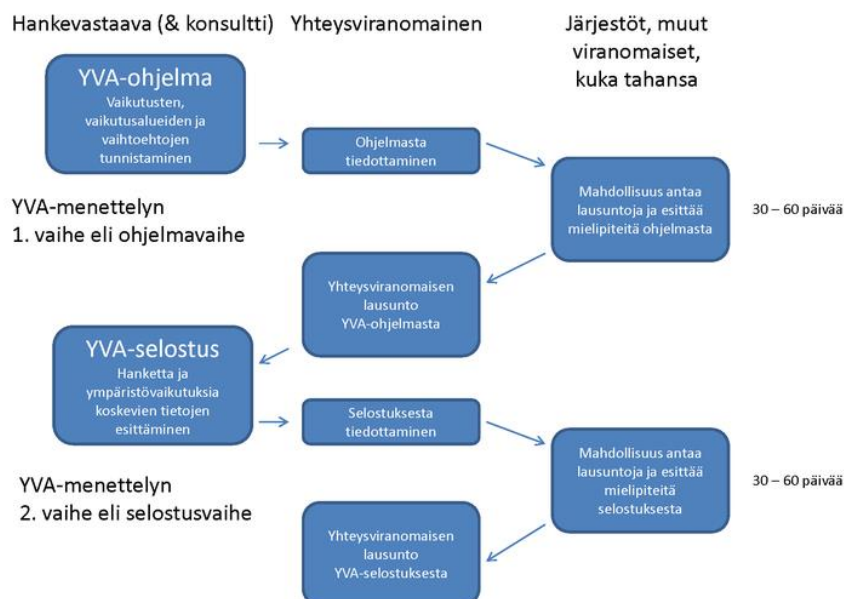 Hankevastaava (& konsultti)
Yhteysviranomainen
Järjestöt, muut
viranomaiset,
kuka tahansa
YVA-ohjelma
Vaikutusten,
vaikutusalueiden ja
vaihtoehtojen
tunnistaminen
Ohjelmasta
tiedottaminen
Mahdollisuus antaa
lausuntoja ja esittää
mielipiteitä ohjelmasta
30 – 60 päivää
YVA-menettelyn
1. vaihe eli ohjelmavaihe
Yhteysviranomaisen
lausunto
YVA-ohjelmasta
YVA-selostus
Hanketta ja
ympäristövaikutuksia
koskevien tietojen
esittäminen
Selostuksesta
tiedottaminen
Mahdollisuus antaa
lausuntoja ja esittää
mielipiteitä
selostuksesta
30 – 60 päivää
YVA-menettelyn
2. vaihe eli selostusvaihe
Yhteysviranomaisen
lausunto
YVA-selostuksesta